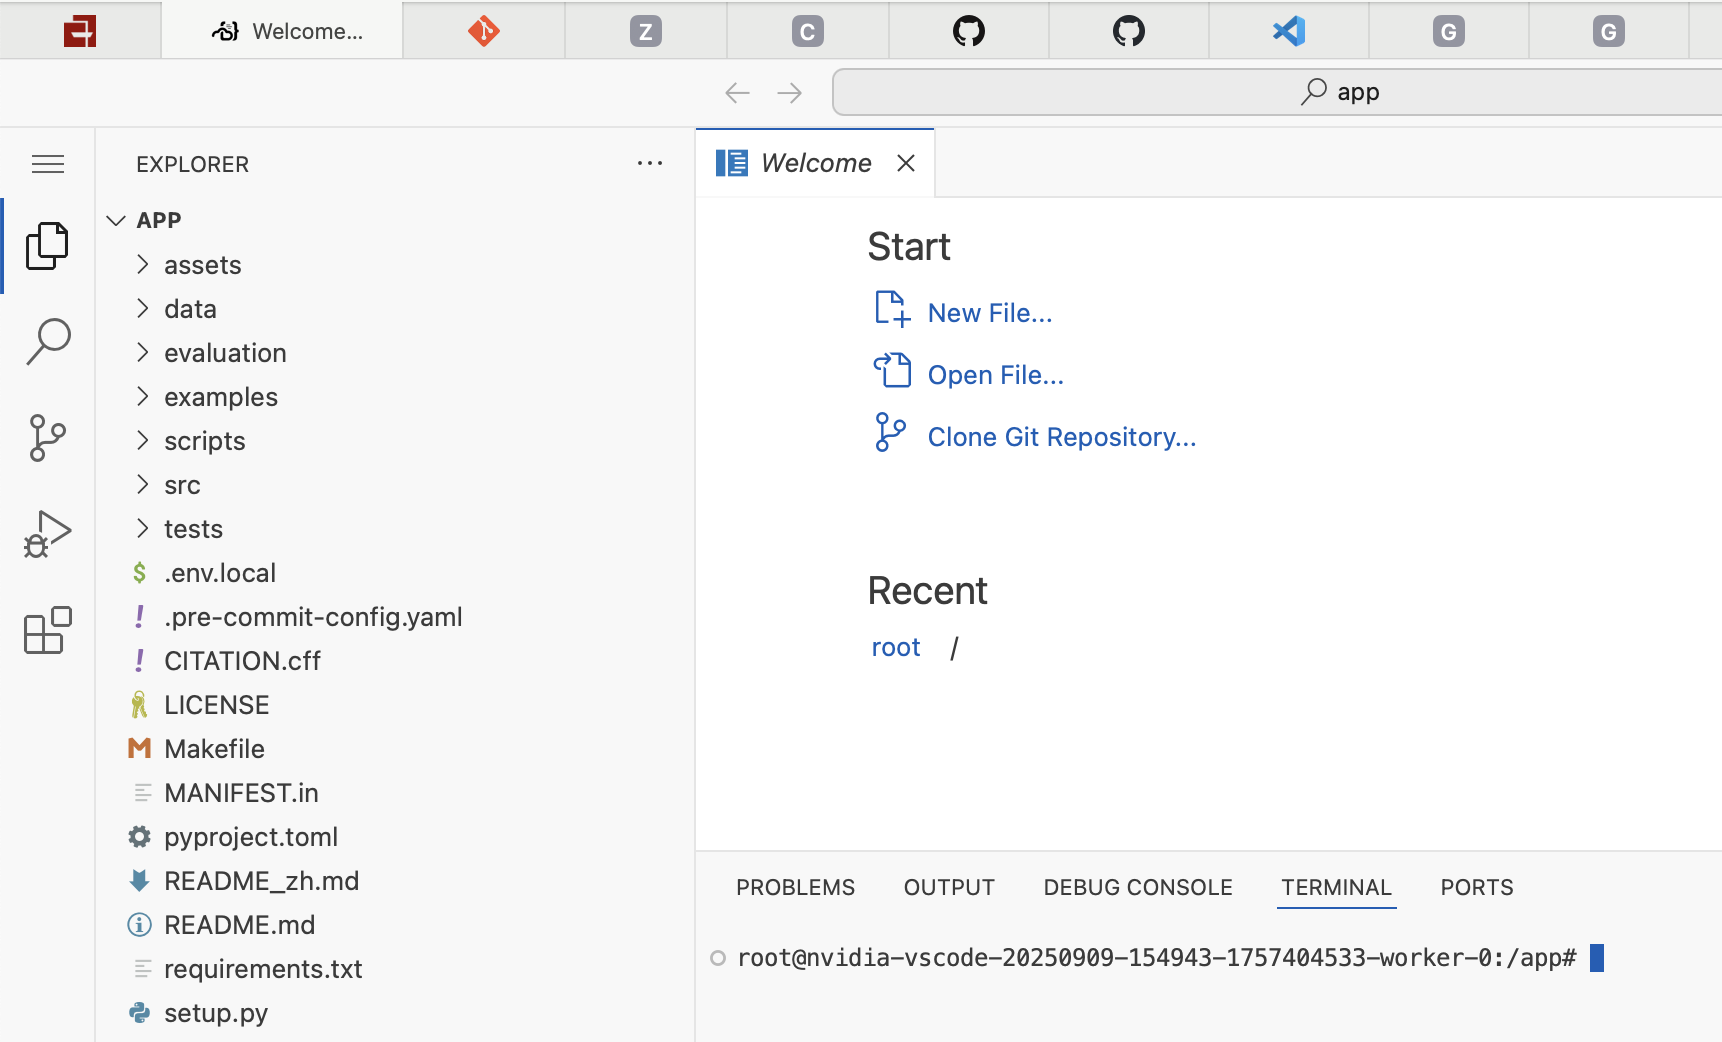 Welcome...
Z
C
G
G
app
EXPLORER
Welcome
APP
assets
data
evaluation
examples
scripts
src
tests
.env.local
.pre-commit-config.yaml
CITATION.cff
LICENSE
Makefile
MANIFEST.in
pyproject.toml
README_zh.md
README.md
requirements.txt
setup.py
Start
New File...
Open File...
Clone Git Repository...
Recent
root /
PROBLEMS OUTPUT DEBUG CONSOLE TERMINAL PORTS
root@nvidia-vscode-20250909-154943-1757404533-worker-0:/app#